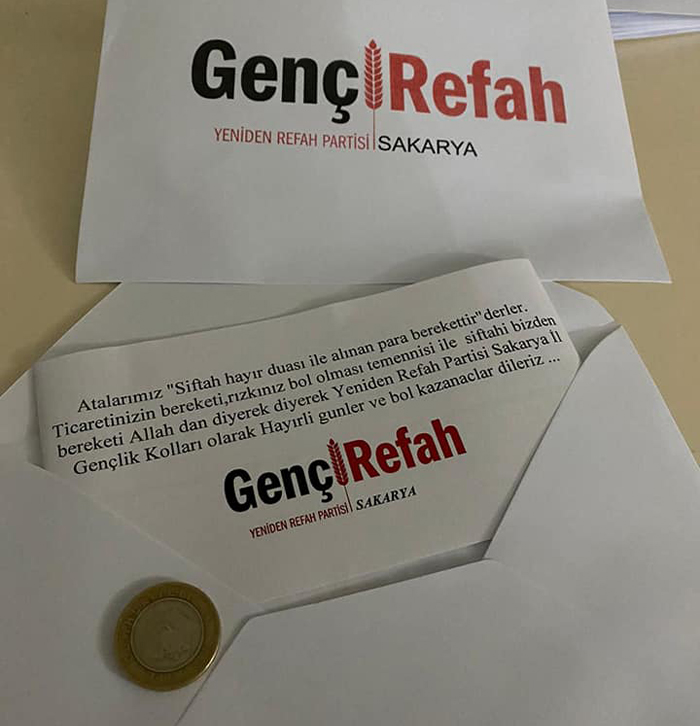 Genç Refah
YENİDEN REFAH PARTİSİ SAKARYA
Atalarımız "Siftah hayır duası ile alınan para berekettir"derler.
Ticaretinizin bereketi,rızkınız bol olması temennisi ile siftahi bizden
bereketi Allah dan diyerek diyerek Yeniden Refah Partisi Sakarya İl
Gençlik Kolları olarak Hayırli gunler ve bol kazanaclar dileriz ...
Genç Refah
YENİDEN REFAH PARTİSİ SAKARYA